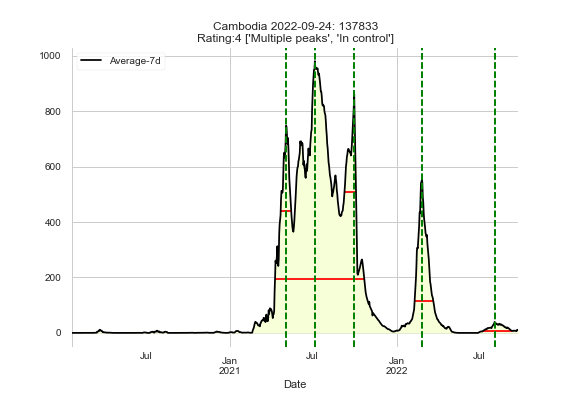 Cambodia 2022-09-24: 137833
Rating:4 ['Multiple peaks', 'In control']
Average-7d
1000
800
600
400
200
0
Jul
Jan
2021
Jul
Jan
2022
Jul
Date